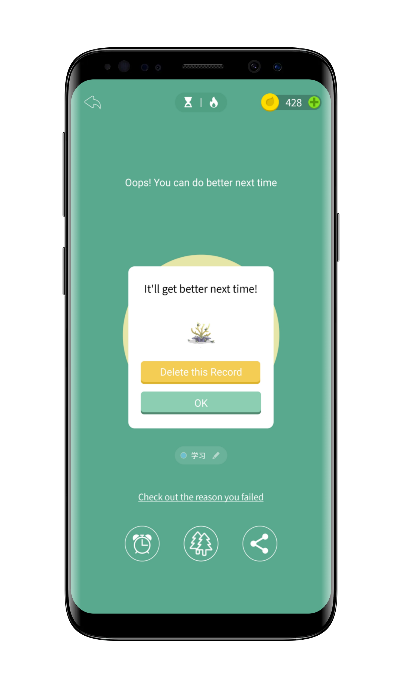 428
Oops! You can do better next time
It'll get better next time!
Delete this Record
OK
学习
Check out the reason you failed